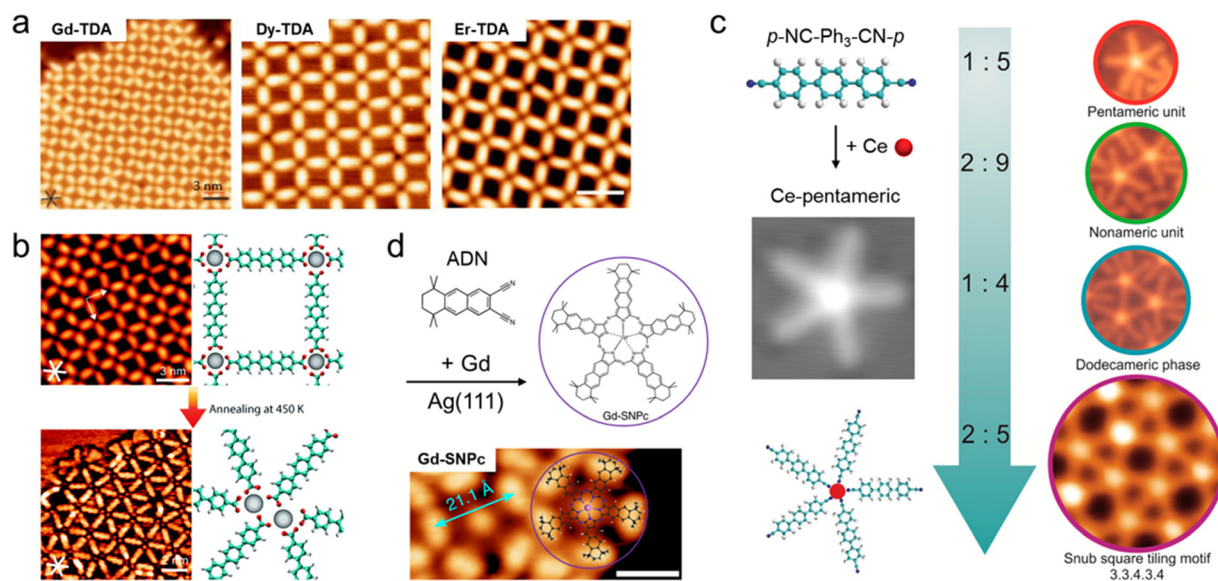 a
Gd-TDA
Dy-TDA
Er-TDA
3 nm
b
3 nm
Annealing at 450 K
2 nm
c
p-NC-Ph3-CN-p
+ Ce
Ce-pentameric
1 : 5
2 : 9
1 : 4
2 : 5
Pentameric unit
Nonameric unit
Dodecameric phase
Snub square tiling motif
3.3.4.3.4
d
ADN
+ Gd
Ag(111)
Gd-SNPc
Gd-SNPc
21.1 Å